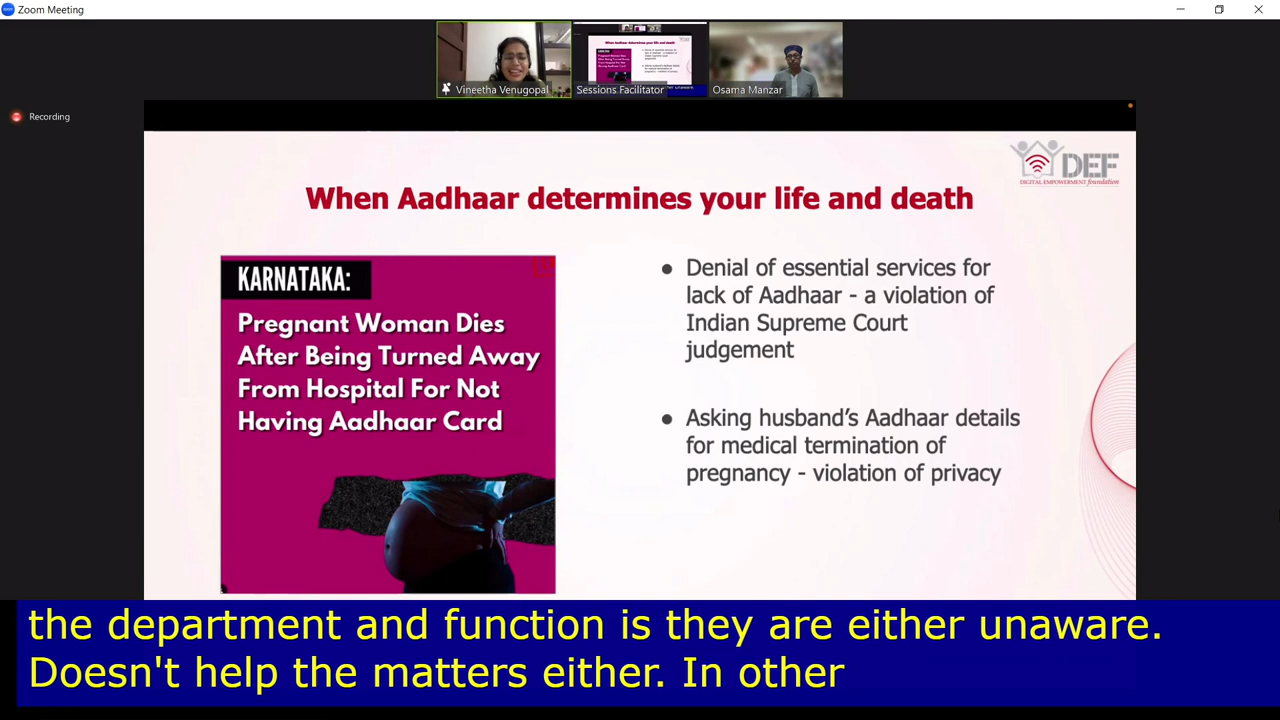 Zoom Meeting
Vineetha Venugopal
Sessions Facilitator
Osama Manzar
Recording
DEF
DIGITAL EMPOWERMENT foundation
When Aadhaar determines your life and death
KARNATAKA:
Pregnant Woman Dies
After Being Turned Away
From Hospital For Not
Having Aadhaar Card
● Denial of essential services for
lack of Aadhaar - a violation of
Indian Supreme Court
judgement
● Asking husband's Aadhaar details
for medical termination of
pregnancy - violation of privacy
the department and function is they are either unaware.
Doesn't help the matters either. In other